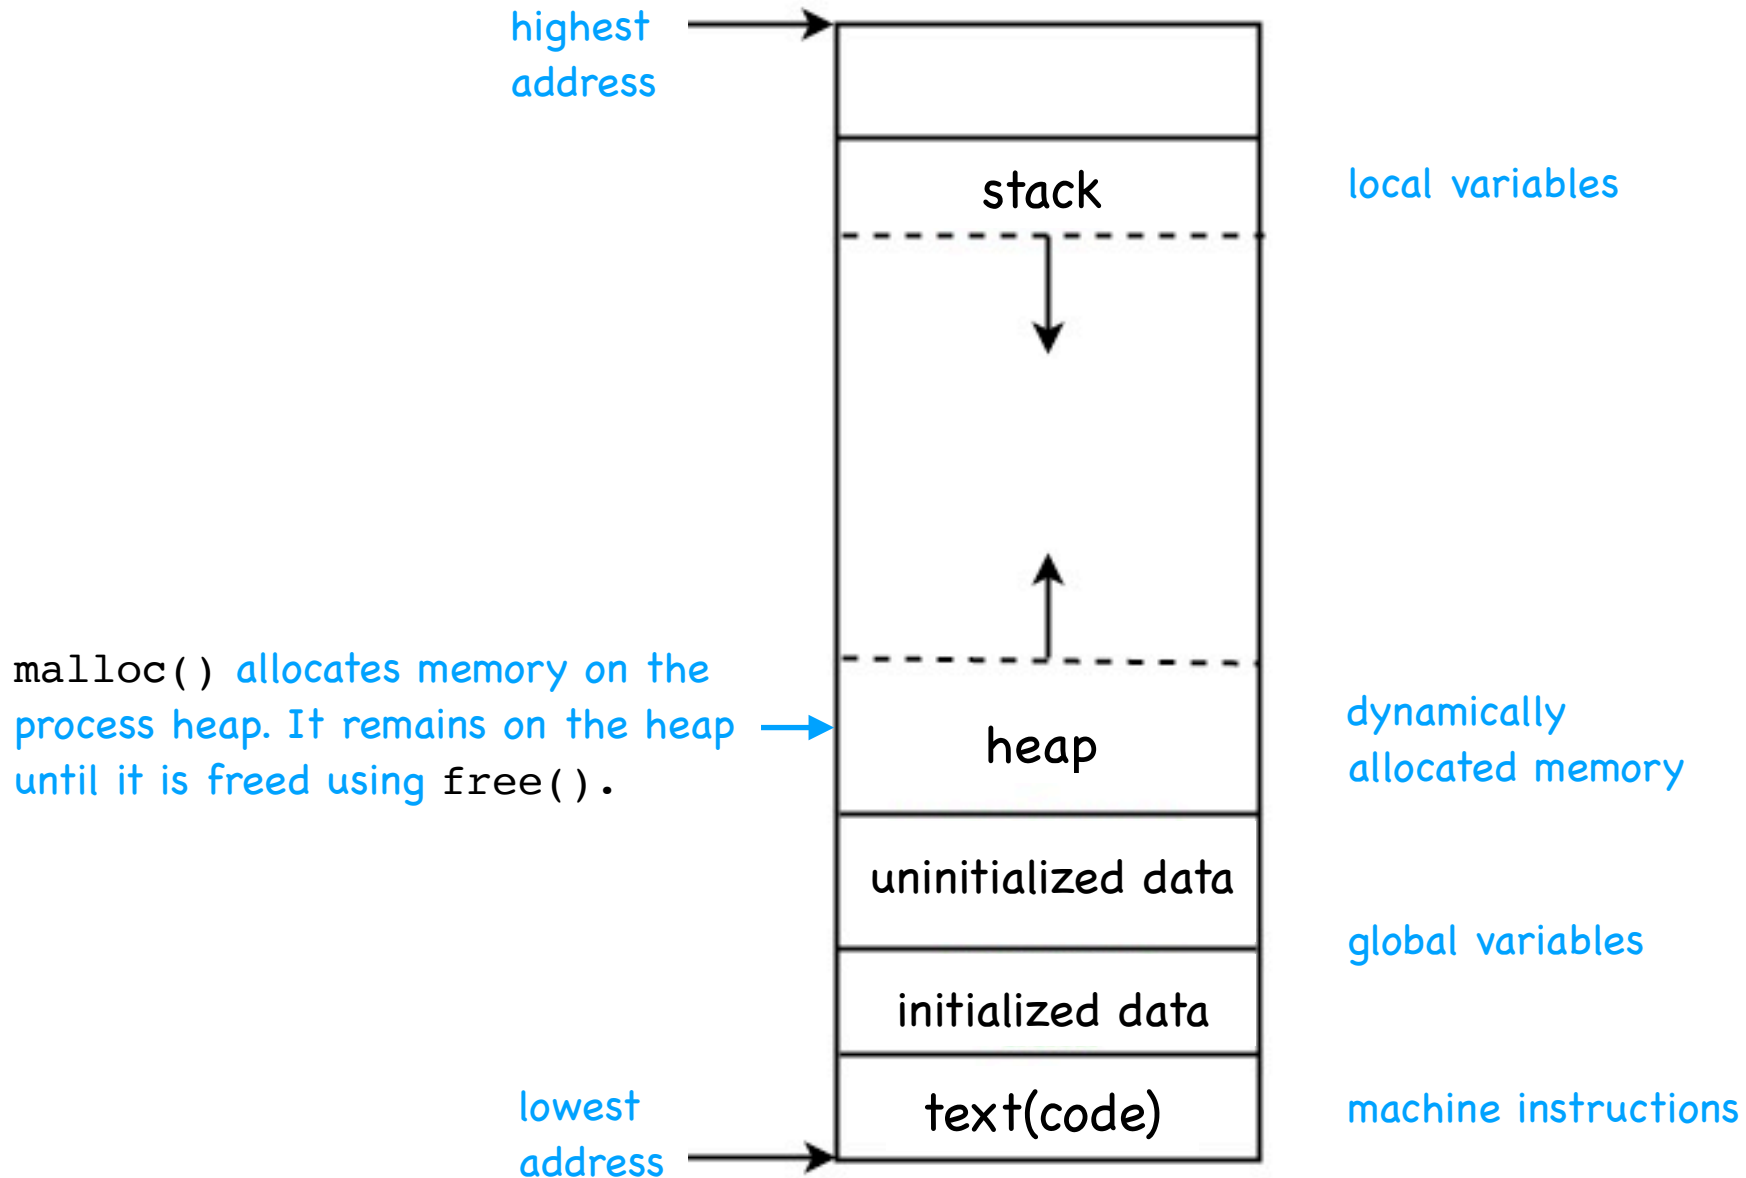 highest
address
stack
local variables
malloc() allocates memory on the
process heap. It remains on the heap
until it is freed using free().
heap
dynamically
allocated memory
uninitialized data
global variables
initialized data
lowest
address
text(code)
machine instructions